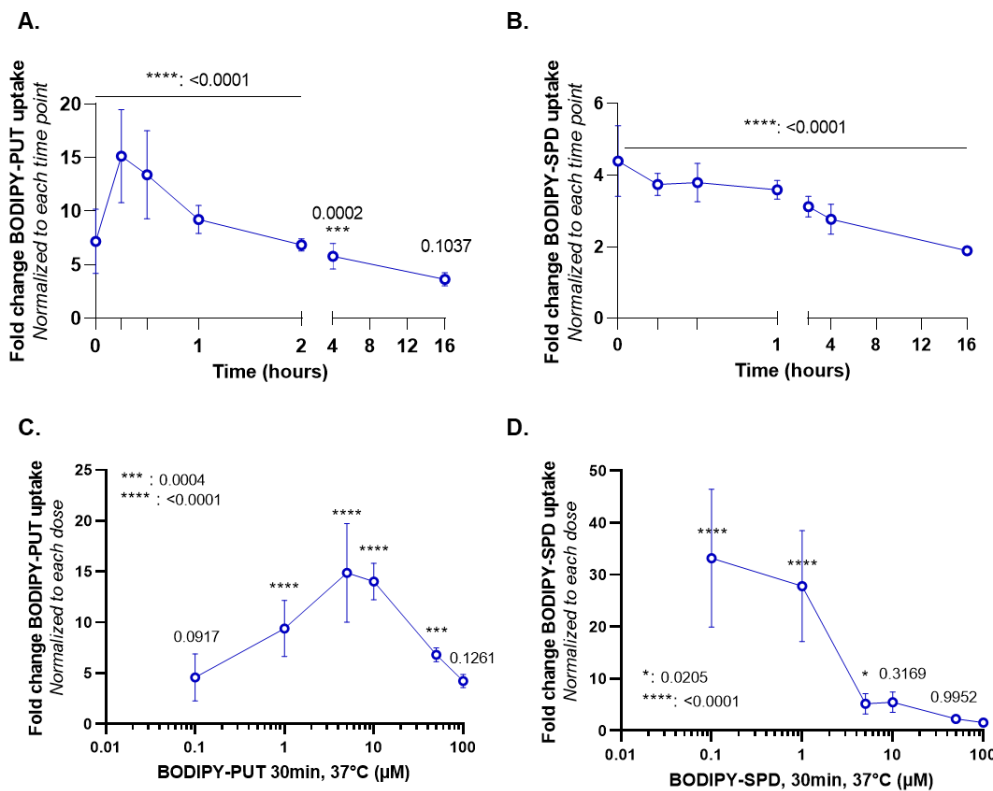 A.
Fold change BODIPY-PUT uptake
Normalized to each time point
****: <0.0001
20
15
10
5
0
0.0002
***
0.1037
0 1 2 4 8 12 16
Time (hours)
B.
Fold change BODIPY-SPD uptake
Normalized to each time point
6
4
2
0
****: <0.0001
0 1 4 8 12 16
Time (hours)
C.
Fold change BODIPY-PUT uptake
Normalized to each dose
25
20
15
10
5
0
*** : 0.0004
**** : <0.0001
0.0917
****
****
****
***
0.1261
0.01 0.1 1 10 100
BODIPY-PUT 30min, 37°C (µM)
D.
Fold change BODIPY-SPD uptake
Normalized to each dose
50
40
30
20
10
0
****
****
*: 0.0205
****: <0.0001
* 0.3169
0.9952
0.01 0.1 1 10 100
BODIPY-SPD, 30min, 37°C (µM)